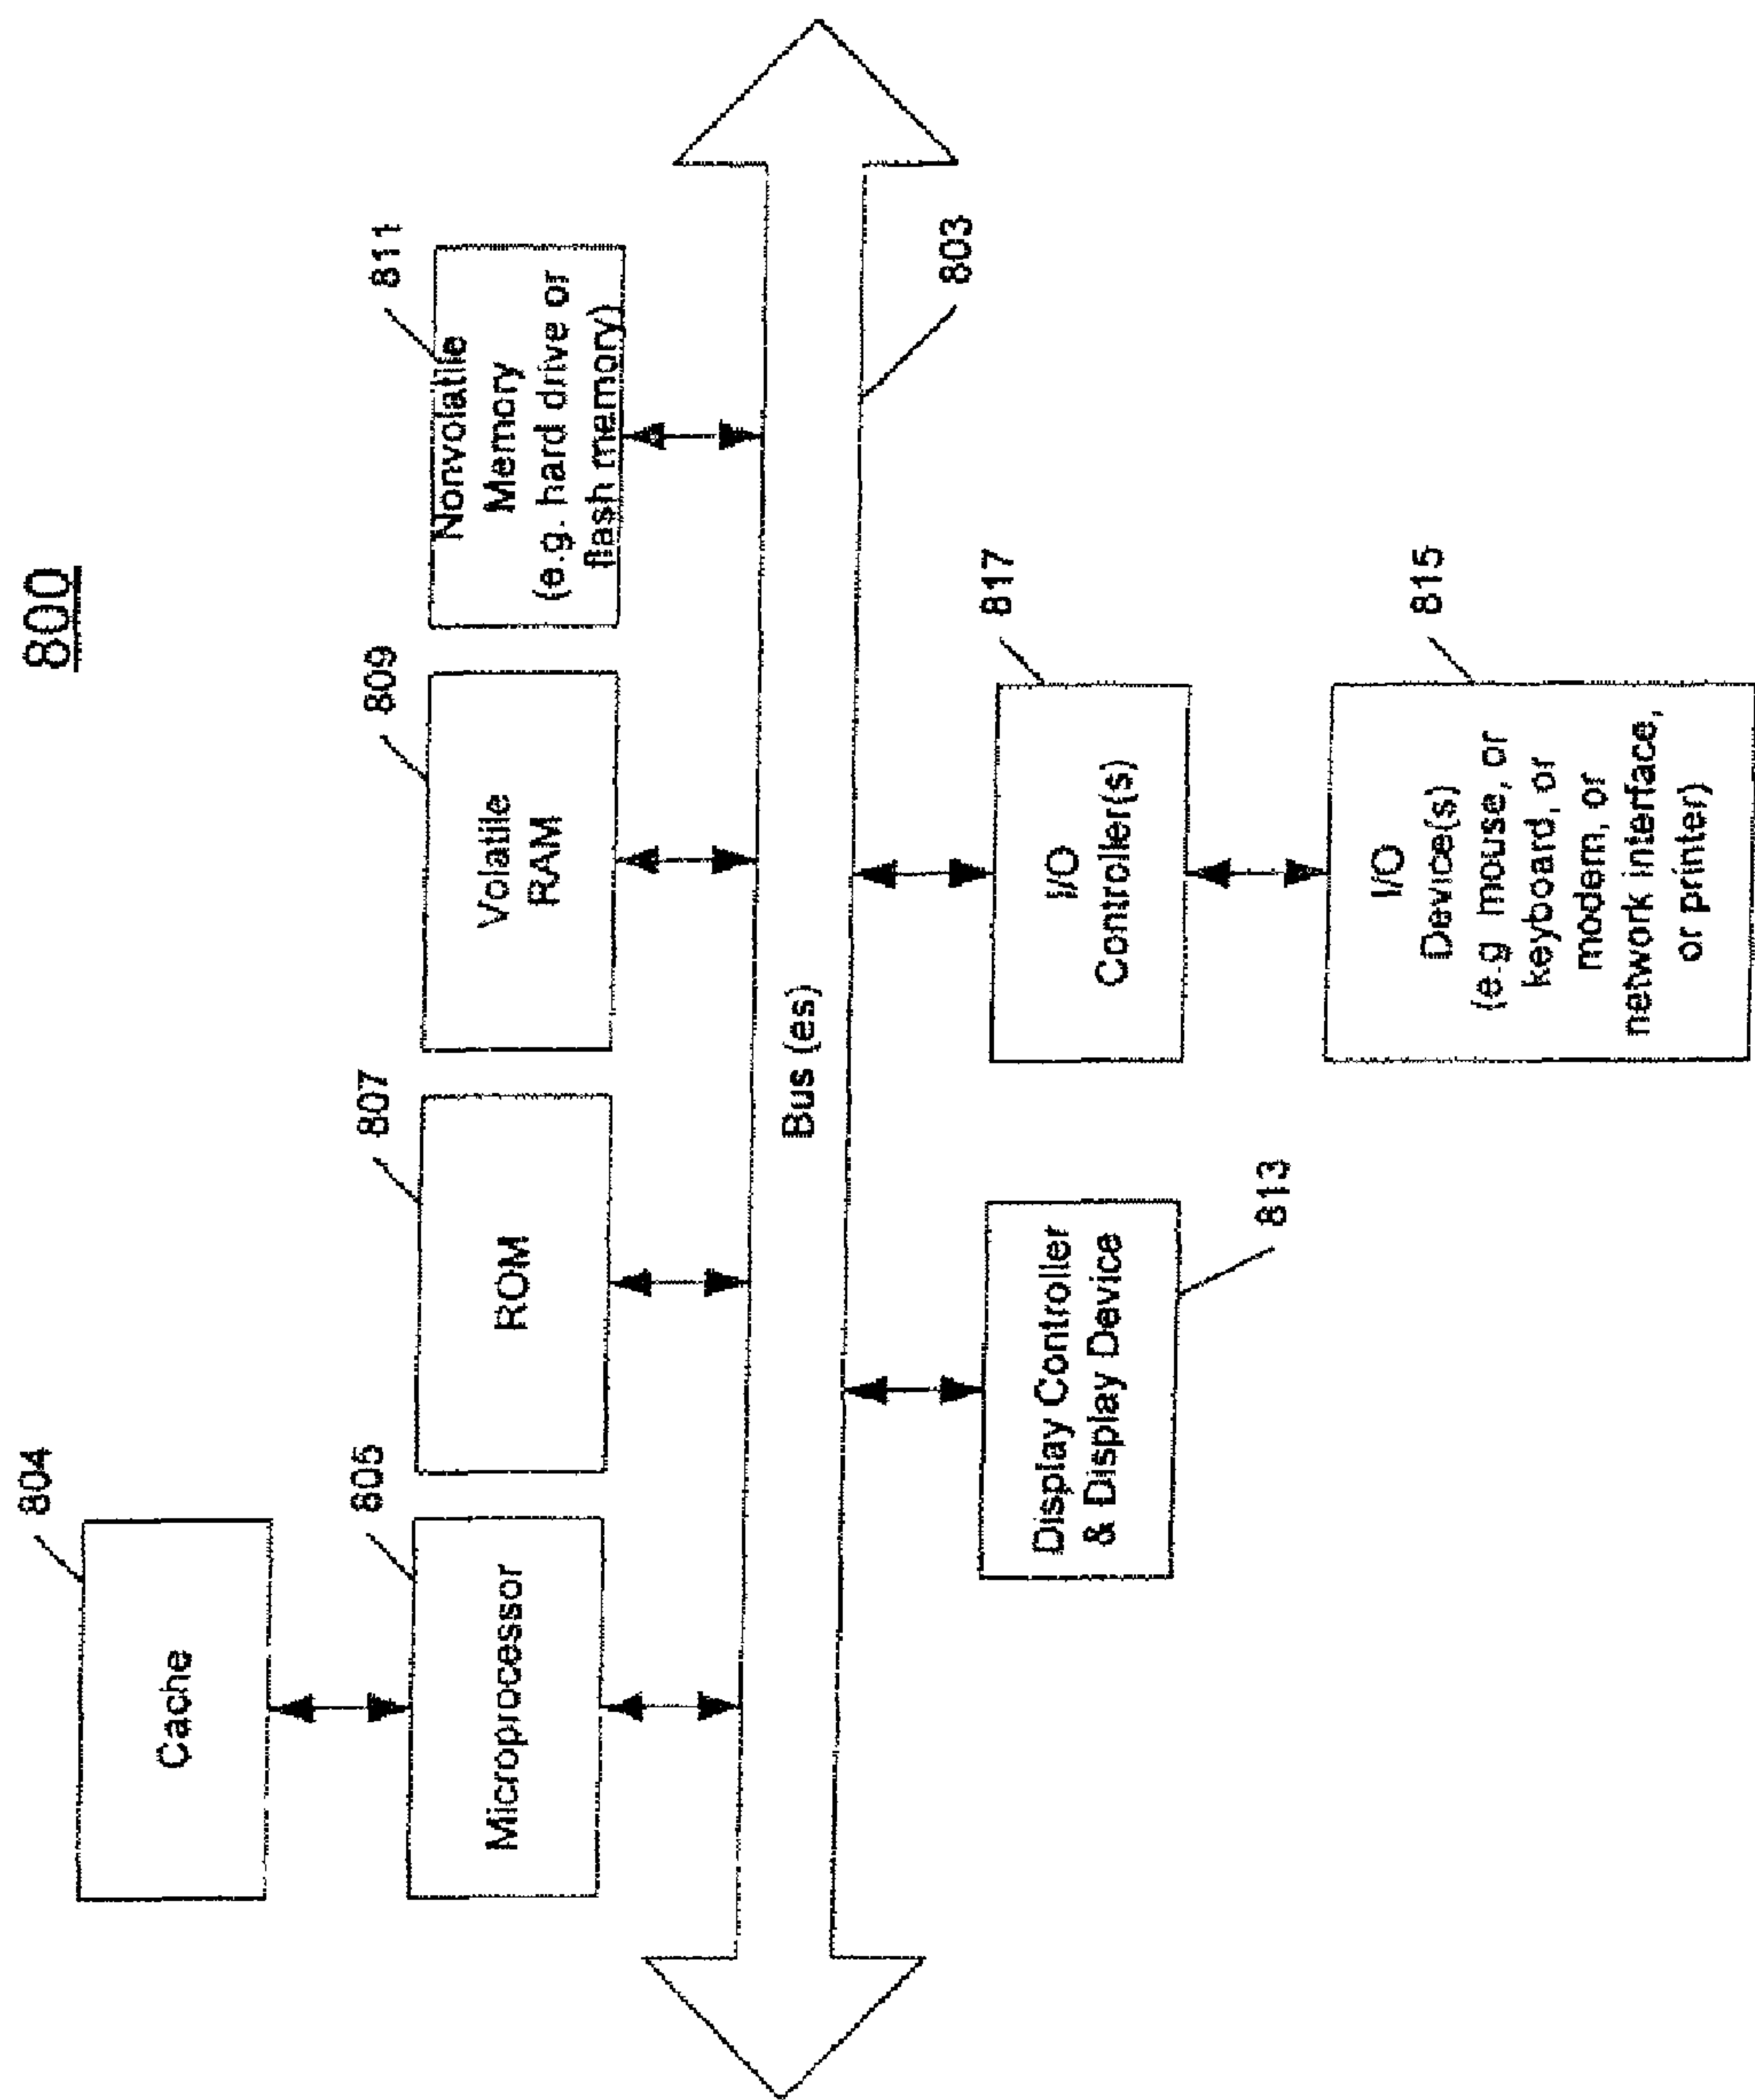 800
804
Cache
805
Microprocessor
807
ROM
809
Volatile
RAM
811
Nonvolatile
Memory
(e.g. hard drive or
flash memory)
Bus (es)
803
813
Display Controller
& Display Device
817
I/O
Controller(s)
815
I/O
Device(s)
(e.g mouse, or
keyboard, or
modem, or
network interface,
or printer)